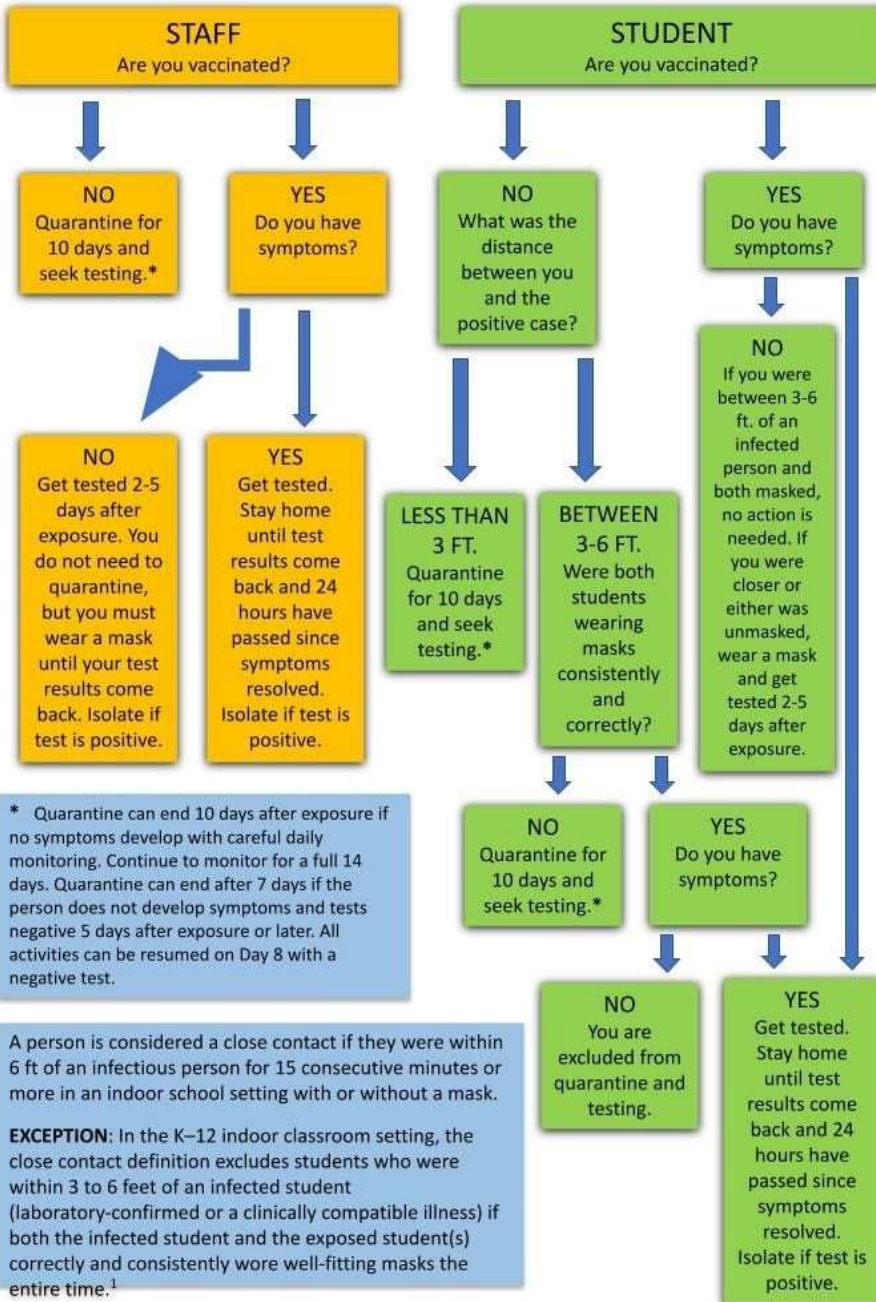 STAFF
Are you vaccinated?
STUDENT
Are you vaccinated?
NO
Quarantine for
10 days and
seek testing.*
YES
Do you have
symptoms?
NO
What was the
distance
between you
and the
positive case?
YES
Do you have
symptoms?
NO
Get tested 2-5
days after
exposure. You
do not need to
quarantine,
but you must
wear a mask
until your test
results come
back. Isolate if
test is positive.
YES
Get tested.
Stay home
until test
results come
back and 24
hours have
passed since
symptoms
resolved.
Isolate if test is
positive.
LESS THAN
3 FT.
Quarantine
for 10 days
and seek
testing.*
BETWEEN
3-6 FT.
Were both
students
wearing
masks
consistently
and
correctly?
NO
If you were
between 3-6
ft. of an
infected
person and
both masked,
no action is
needed. If
you were
closer or
either was
unmasked,
wear a mask
and get
tested 2-5
days after
exposure.
NO
Quarantine for
10 days and
seek testing.*
YES
Do you have
symptoms?
NO
You are
excluded from
quarantine and
testing.
YES
Get tested.
Stay home
until test
results come
back and 24
hours have
passed since
symptoms
resolved.
Isolate if test is
positive.
* Quarantine can end 10 days after exposure if
no symptoms develop with careful daily
monitoring. Continue to monitor for a full 14
days. Quarantine can end after 7 days if the
person does not develop symptoms and tests
negative 5 days after exposure or later. All
activities can be resumed on Day 8 with a
negative test.
A person is considered a close contact if they were within
6 ft of an infectious person for 15 consecutive minutes or
more in an indoor school setting with or without a mask.
EXCEPTION: In the K–12 indoor classroom setting, the
close contact definition excludes students who were
within 3 to 6 feet of an infected student
(laboratory-confirmed or a clinically compatible illness) if
both the infected student and the exposed student(s)
correctly and consistently wore well-fitting masks the
entire time.¹